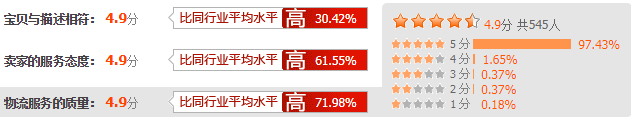 宝贝与描述相符： 4.9分 比同行业平均水平 高 30.42%
卖家的服务态度： 4.9分 比同行业平均水平 高 61.55%
物流服务的质量： 4.9分 比同行业平均水平 高 71.98%
4.9分 共545人
5分 97.43%
4分 1.65%
3分 0.37%
2分 0.37%
1分 0.18%